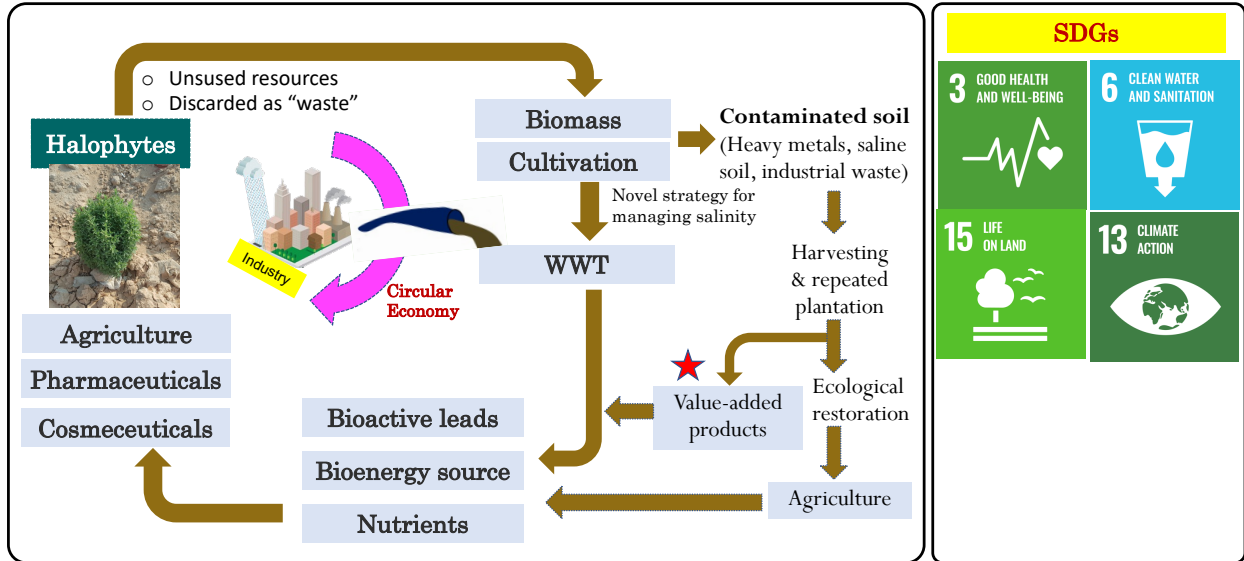 Unsused resources
Discarded as “waste”
Halophytes
Biomass
Cultivation
Contaminated soil
(Heavy metals, saline
soil, industrial waste)
Novel strategy for
managing salinity
Industry
Circular
Economy
WWT
Harvesting
& repeated
plantation
Agriculture
Pharmaceuticals
Cosmeceuticals
Bioactive leads
Bioenergy source
Nutrients
Value-added
products
Ecological
restoration
Agriculture
SDGs
3 GOOD HEALTH
AND WELL-BEING
6 CLEAN WATER
AND SANITATION
15 LIFE
ON LAND
13 CLIMATE
ACTION